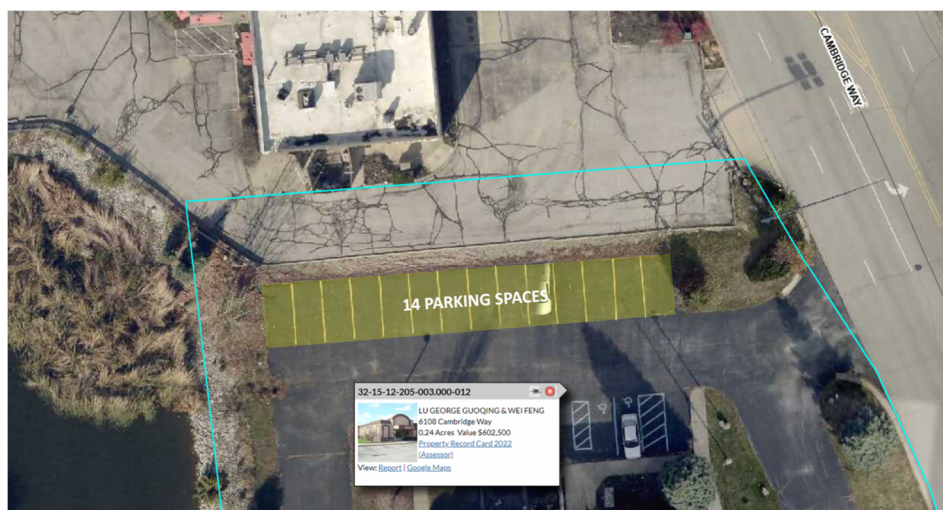 CAMBRIDGE WAY
14 PARKING SPACES
32-15-12-205-003.000-012
LU GEORGE GUOQING & WEI FENG
6108 Cambridge Way
0.24 Acres Value $602,500
Property Record Card 2022
(Assessor)
View: Report | Google Maps